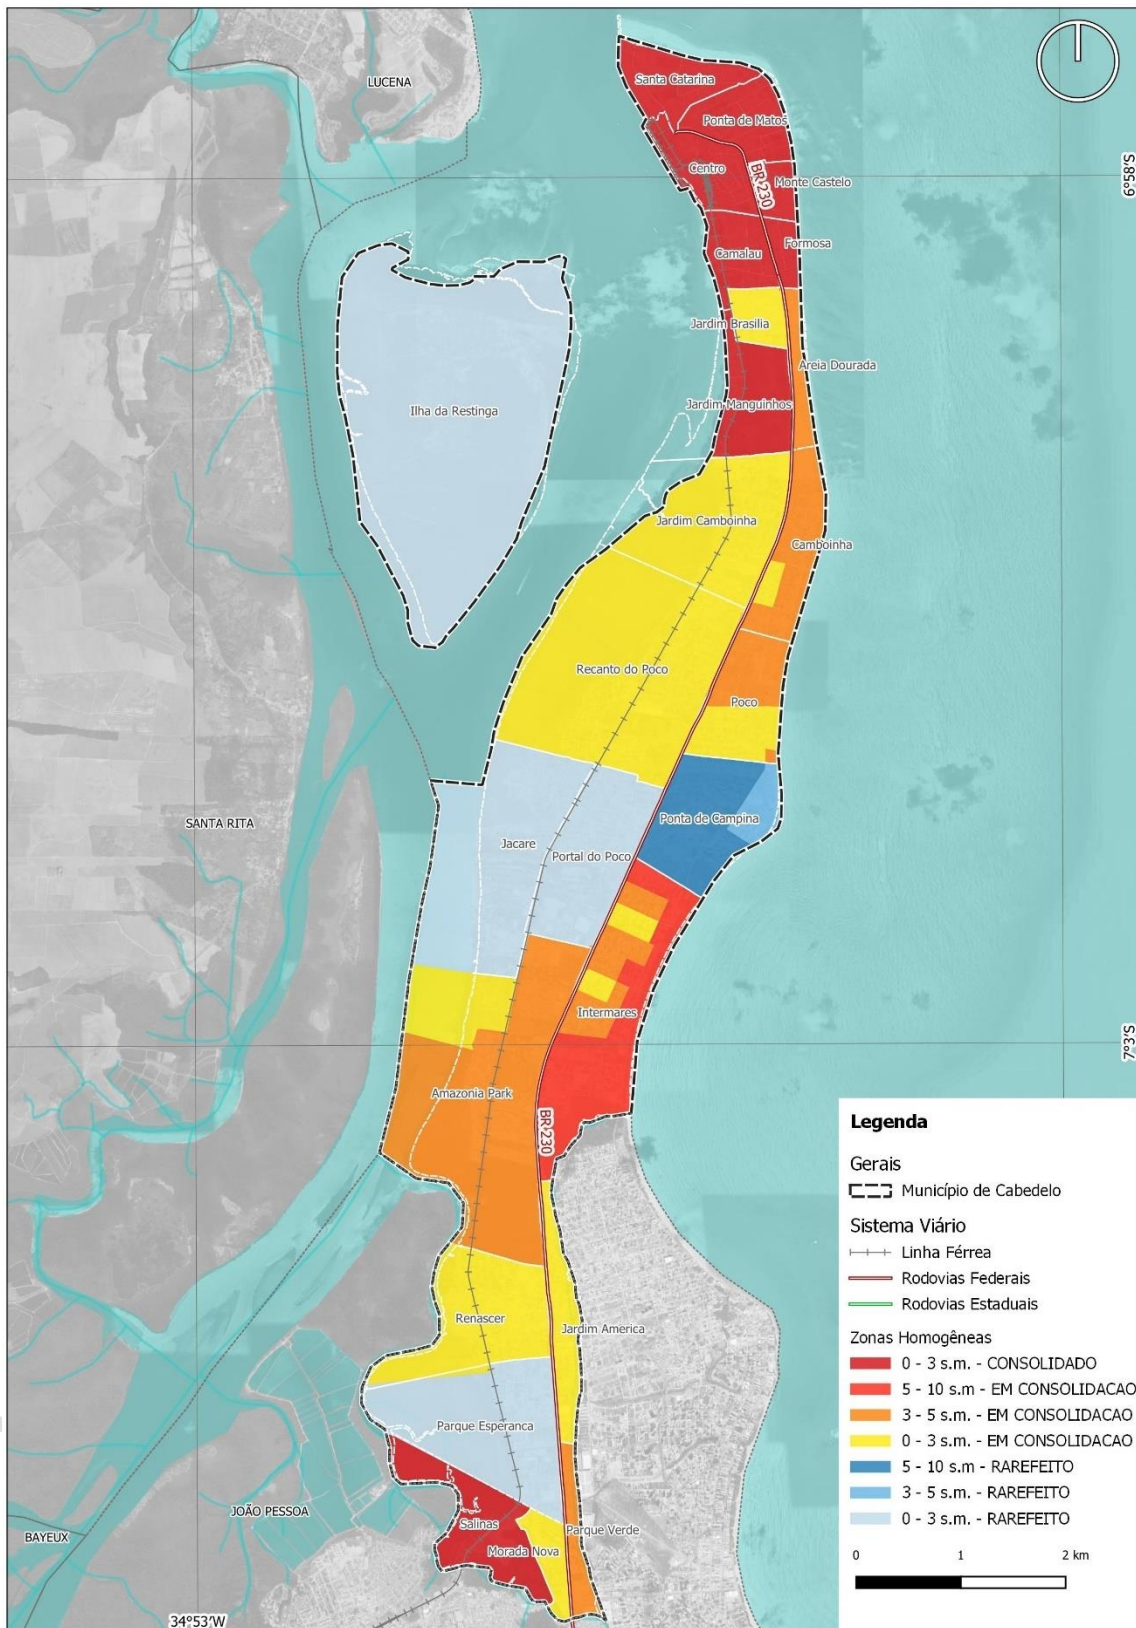 LUCENA
Santa Catarina
Ponta de Matos
Centro
BR-230
Monte Castelo
6°58'S
Formosa
Camalau
Jardim Brasilia
Areia Dourada
Jardim Manguinhos
Ilha da Restinga
Jardim Camboinha
Camboinha
Recanto do Poco
Poco
SANTA RITA
Ponta de Campina
Jacare
Portal do Poco
Intermares
7°3'S
Amazonia Park
BR-230
Renascer
Jardim America
Parque Esperanca
JOÃO PESSOA
BAYEUX
Salinas
Parque Verde
Morada Nova
34°53'W
Legenda
Gerais
Município de Cabedelo
Sistema Viário
Linha Férrea
Rodovias Federais
Rodovias Estaduais
Zonas Homogêneas
0 - 3 s.m. - CONSOLIDADO
5 - 10 s.m - EM CONSOLIDACAO
3 - 5 s.m. - EM CONSOLIDACAO
0 - 3 s.m. - EM CONSOLIDACAO
5 - 10 s.m - RAREFEITO
3 - 5 s.m. - RAREFEITO
0 - 3 s.m. - RAREFEITO
0 1 2 km